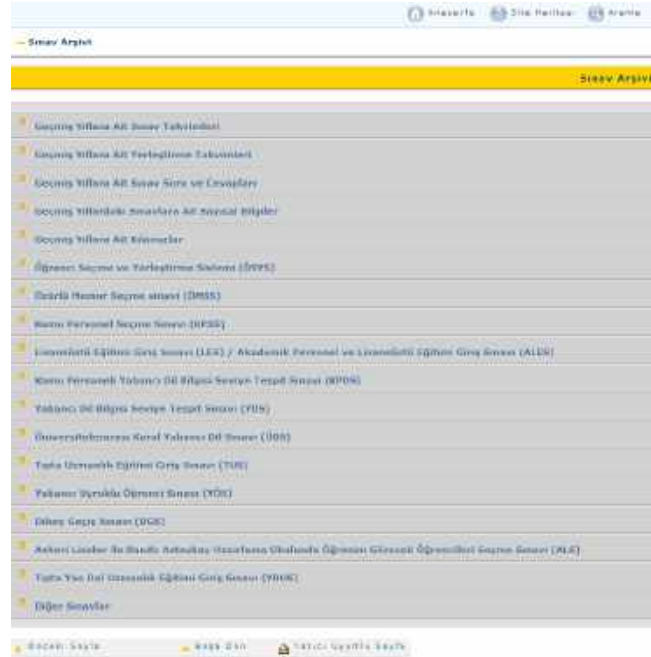 Anasayfa Site Haritası Arama
Sınav Arşivi
Sınav Arşivi
Geçmiş Yıllara Ait Sınav Takvimleri
Geçmiş Yıllara Ait Yerleştirme Takvimleri
Geçmiş Yıllara Ait Sınav Soru ve Cevapları
Geçmiş Yıllardaki Sınavlara Ait Sayısal Bilgiler
Geçmiş Yıllara Ait Kılavuzlar
Öğrenci Seçme ve Yerleştirme Sistemi (ÖSYS)
Özürlü Memur Seçme sınavı (ÖMSS)
Kamu Personel Seçme Sınavı (KPSS)
Lisansüstü Eğitimi Giriş Sınavı (LES) / Akademik Personel ve Lisansüstü Eğitimi Giriş Sınavı (ALES)
Kamu Personeli Yabancı Dil Bilgisi Seviye Tespit Sınavı (KPDS)
Yabancı Dil Bilgisi Seviye Tespit Sınavı (YDS)
Üniversitelerarası Kurul Yabancı Dil Sınavı (ÜDS)
Tıpta Uzmanlık Eğitimi Giriş Sınavı (TUS)
Yabancı Uyruklu Öğrenci Sınavı (YÖS)
Dikey Geçiş Sınavı (DGS)
Askeri Liseler ile Bando Astsubay Hazırlama Okulunda Öğrenim Görecek Öğrencileri Seçme Sınavı (ALS)
Tıpta Yan Dal Uzmanlık Eğitimi Giriş Sınavı (YDUS)
Diğer Sınavlar
Önceki Sayfa Başa Dön Yazıcı Uyumlu Sayfa